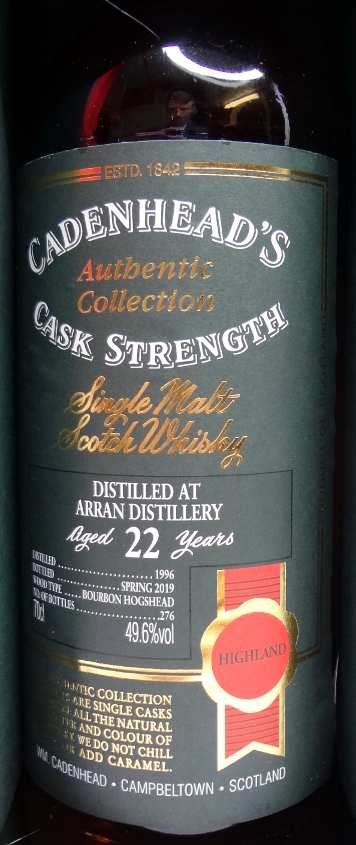 ESTD. 1842
CADENHEAD'S
Authentic
Collection
CASK STRENGTH
Single Malt
Scotch Whisky
DISTILLED AT
ARRAN DISTILLERY
Aged 22 Years
DISTILLED ........................1996
BOTTLED ................SPRING 2019
WOOD TYPE ......BOURBON HOGSHEAD
NO. OF BOTTLES ....................276
70cl 49.6%vol
HIGHLAND
COLLECTION
ARE SINGLE CASKS
ALL THE NATURAL
AND COLOUR OF
WE DO NOT CHILL
ADD CARAMEL.
WM. CADENHEAD • CAMPBELTOWN • SCOTLAND